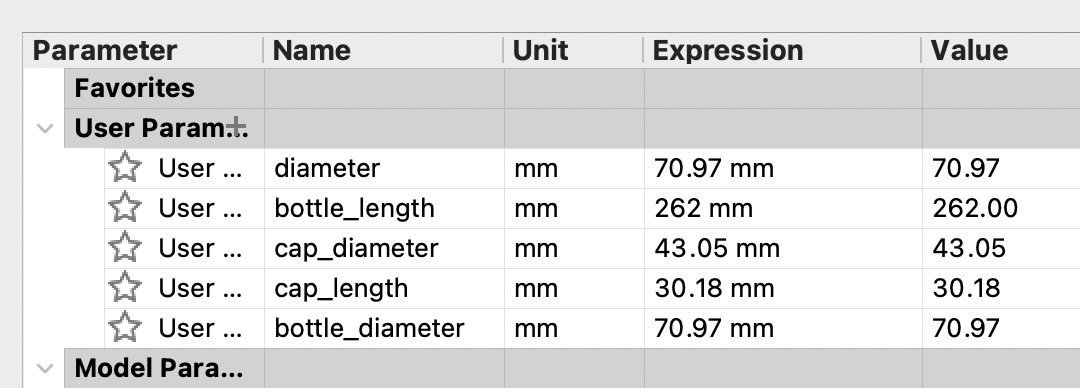 Parameter Name Unit Expression Value
Favorites
User Param...
User ... diameter mm 70.97 mm 70.97
User ... bottle_length mm 262 mm 262.00
User ... cap_diameter mm 43.05 mm 43.05
User ... cap_length mm 30.18 mm 30.18
User ... bottle_diameter mm 70.97 mm 70.97
Model Para...